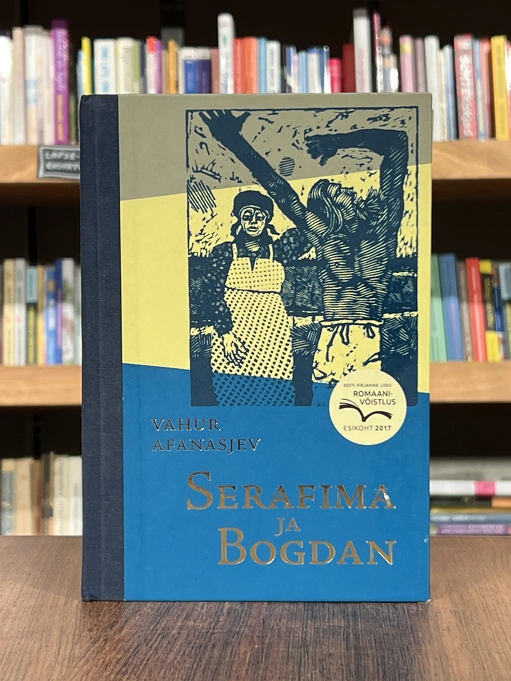 VAHUR
AFANASJEV
SERAFIMA
JA
BOGDAN
EESTI KIRJANIKE LIIDU
ROMAANI-
VÕISTLUS
ESIKOHT 2017